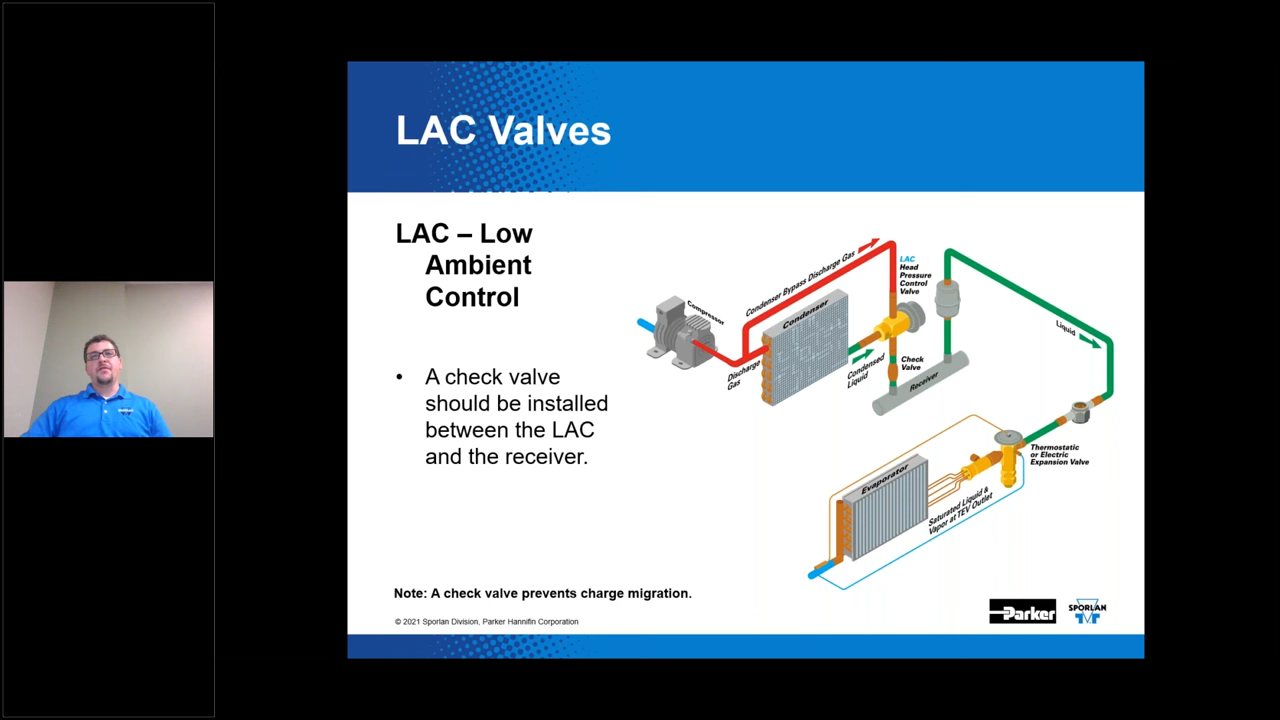 LAC Valves
LAC – Low
Ambient
Control
• A check valve
should be installed
between the LAC
and the receiver.
Compressor
Condenser Bypass Discharge Gas
Condenser
Discharge
Gas
Condensed
Liquid
LAC
Head
Pressure
Control
Valve
Check
Valve
Receiver
Liquid
Thermostatic
or Electric
Expansion Valve
Evaporator
Saturated Liquid &
Vapor at TEV Outlet
Note: A check valve prevents charge migration.
© 2021 Sporlan Division, Parker Hannifin Corporation
Parker
SPORLAN